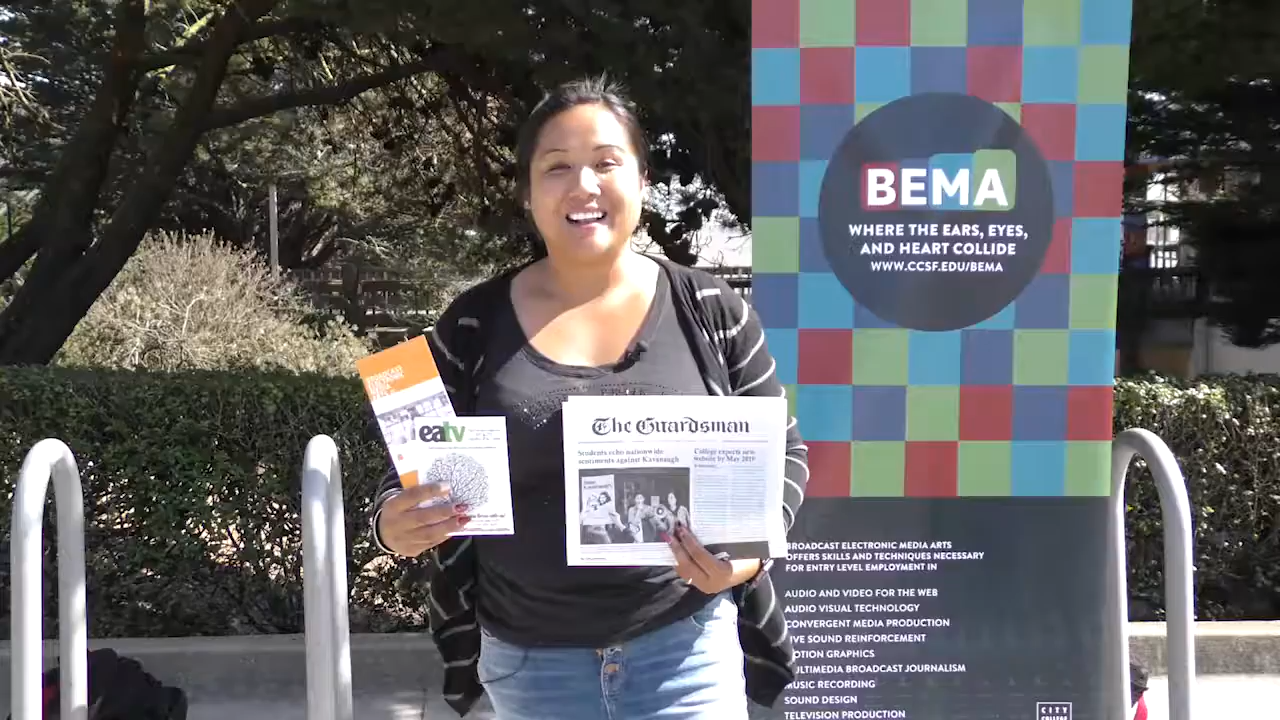 BEMA
WHERE THE EARS, EYES,
AND HEART COLLIDE
WWW.CCSF.EDU/BEMA
BROADCAST
eatv
The Guardsman
Students echo nationwide
sentiments against Kavanaugh
College expects new
website by May 2019
BROADCAST ELECTRONIC MEDIA ARTS
OFFERS SKILLS AND TECHNIQUES NECESSARY
FOR ENTRY LEVEL EMPLOYMENT IN
AUDIO AND VIDEO FOR THE WEB
AUDIO VISUAL TECHNOLOGY
CONVERGENT MEDIA PRODUCTION
LIVE SOUND REINFORCEMENT
MOTION GRAPHICS
MULTIMEDIA BROADCAST JOURNALISM
MUSIC RECORDING
SOUND DESIGN
TELEVISION PRODUCTION
CITY
COLLEGE